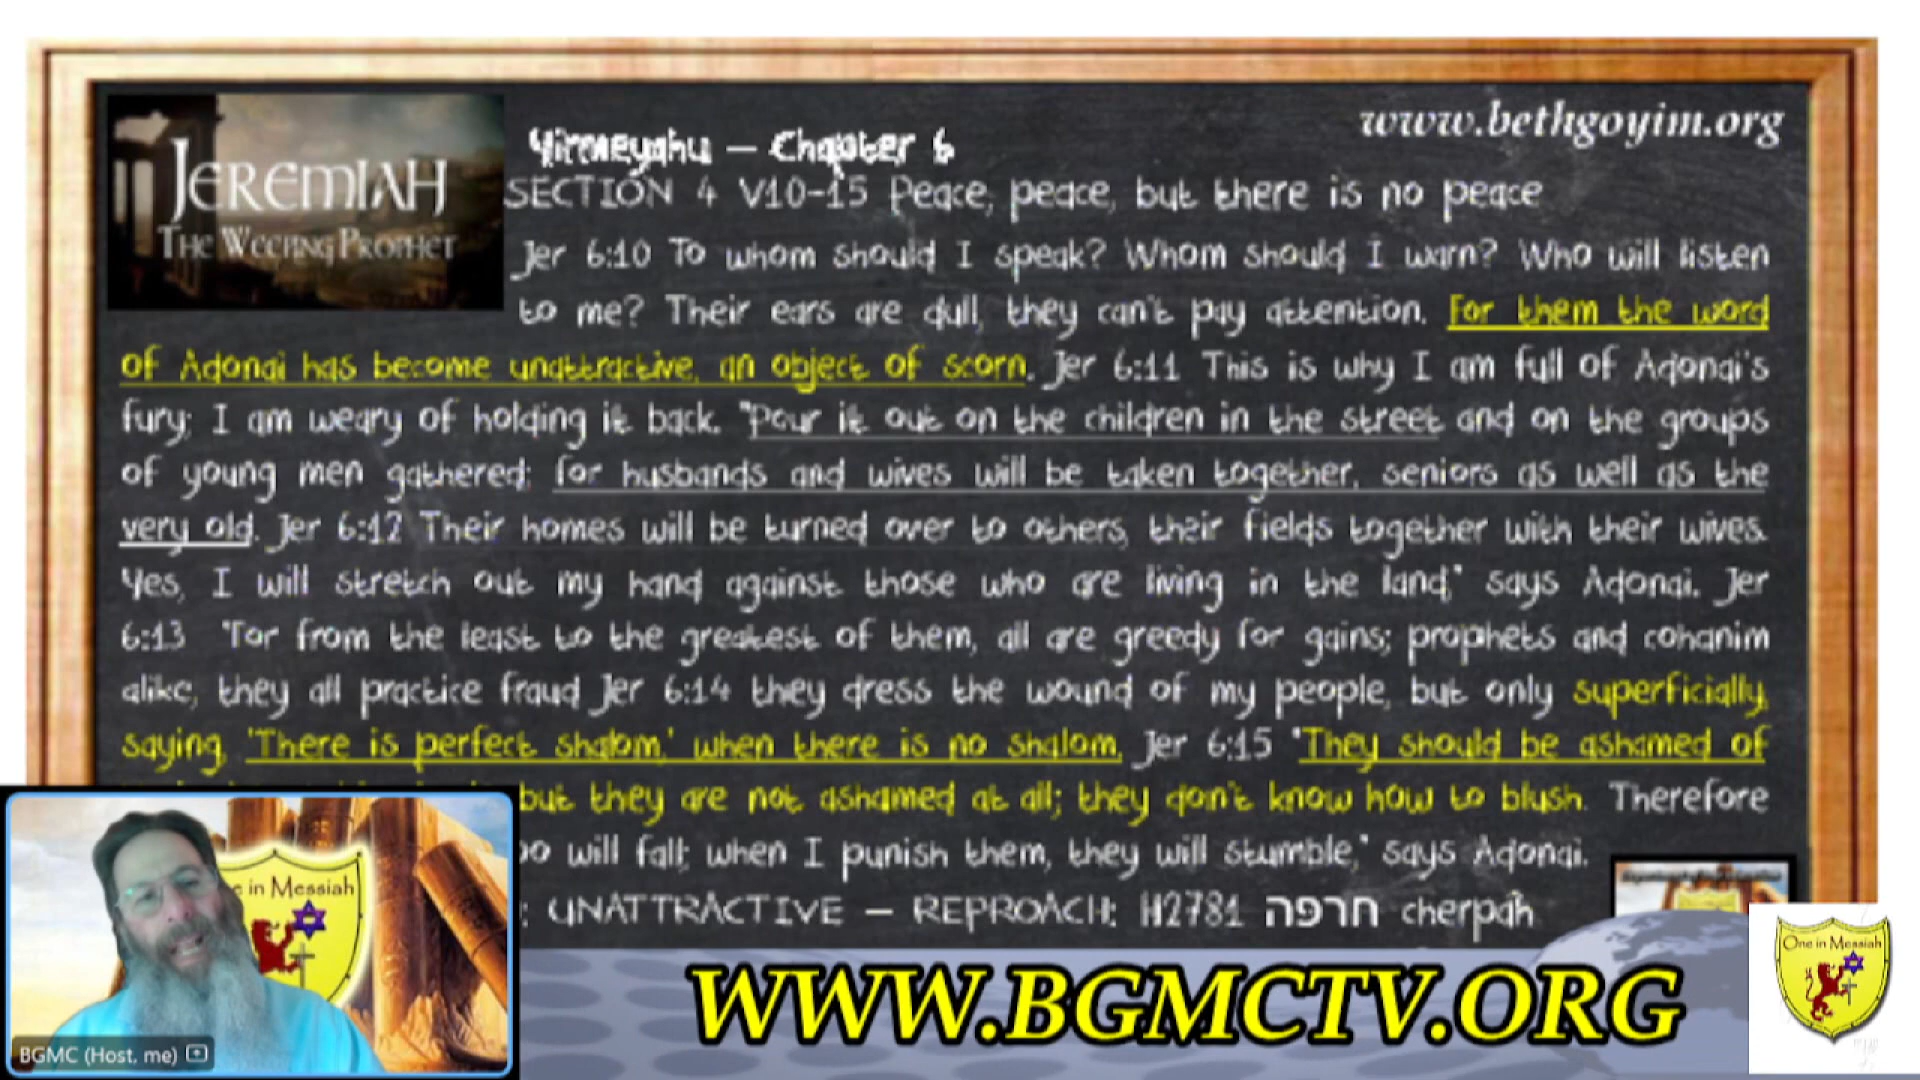 www.bethgoyim.org
JEREMIAH
THE WEEPING PROPHET
Yirmeyahu – Chapter 6
SECTION 4 V10-15 Peace, peace, but there is no peace
Jer 6:10 To whom should I speak? Whom should I warn? Who will listen
to me? Their ears are dull, they can't pay attention. For them the word
of Adonai has become unattractive, an object of scorn. Jer 6:11 This is why I am full of Adonai's
fury; I am weary of holding it back. "Pour it out on the children in the street and on the groups
of young men gathered; for husbands and wives will be taken together, seniors as well as the
very old. Jer 6:12 Their homes will be turned over to others, their fields together with their wives.
Yes, I will stretch out my hand against those who are living in the land," says Adonai. Jer
6:13 "For from the least to the greatest of them, all are greedy for gains; prophets and cohanim
alike, they all practice fraud Jer 6:14 they dress the wound of my people, but only superficially,
saying, 'There is perfect shalom,' when there is no shalom. Jer 6:15 "They should be ashamed of
but they are not ashamed at all; they don't know how to blush. Therefore
will fall; when I punish them, they will stumble," says Adonai.
: UNATTRACTIVE – REPROACH: H2781 חרפה cherpah
e in Messiah
BGMC (Host, me)
WWW.BGMCTV.ORG
One in Messiah